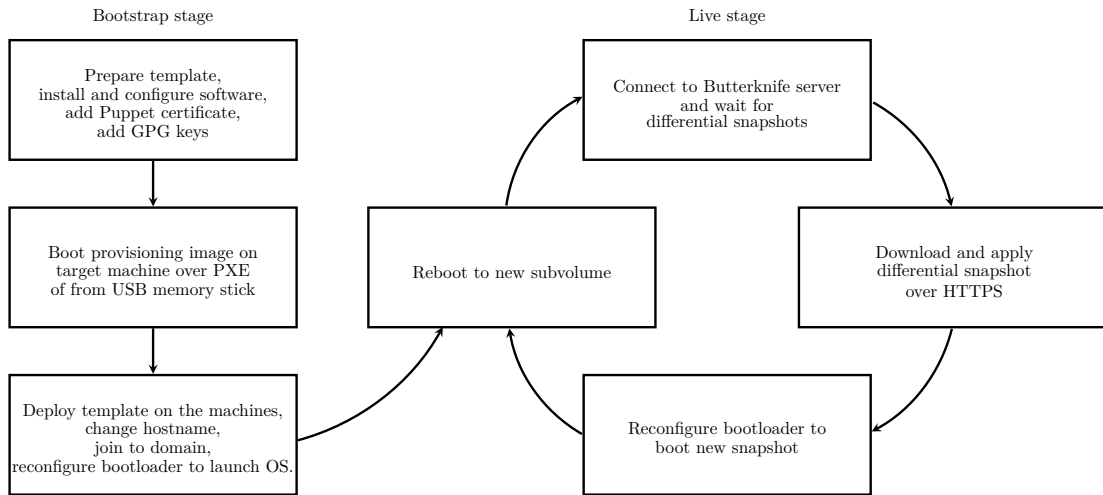 Bootstrap stage
Prepare template,
install and configure software,
add Puppet certificate,
add GPG keys
Boot provisioning image on
target machine over PXE
of from USB memory stick
Deploy template on the machines,
change hostname,
join to domain,
reconfigure bootloader to launch OS.
Live stage
Connect to Butterknife server
and wait for
differential snapshots
Download and apply
differential snapshot
over HTTPS
Reconfigure bootloader to
boot new snapshot
Reboot to new subvolume